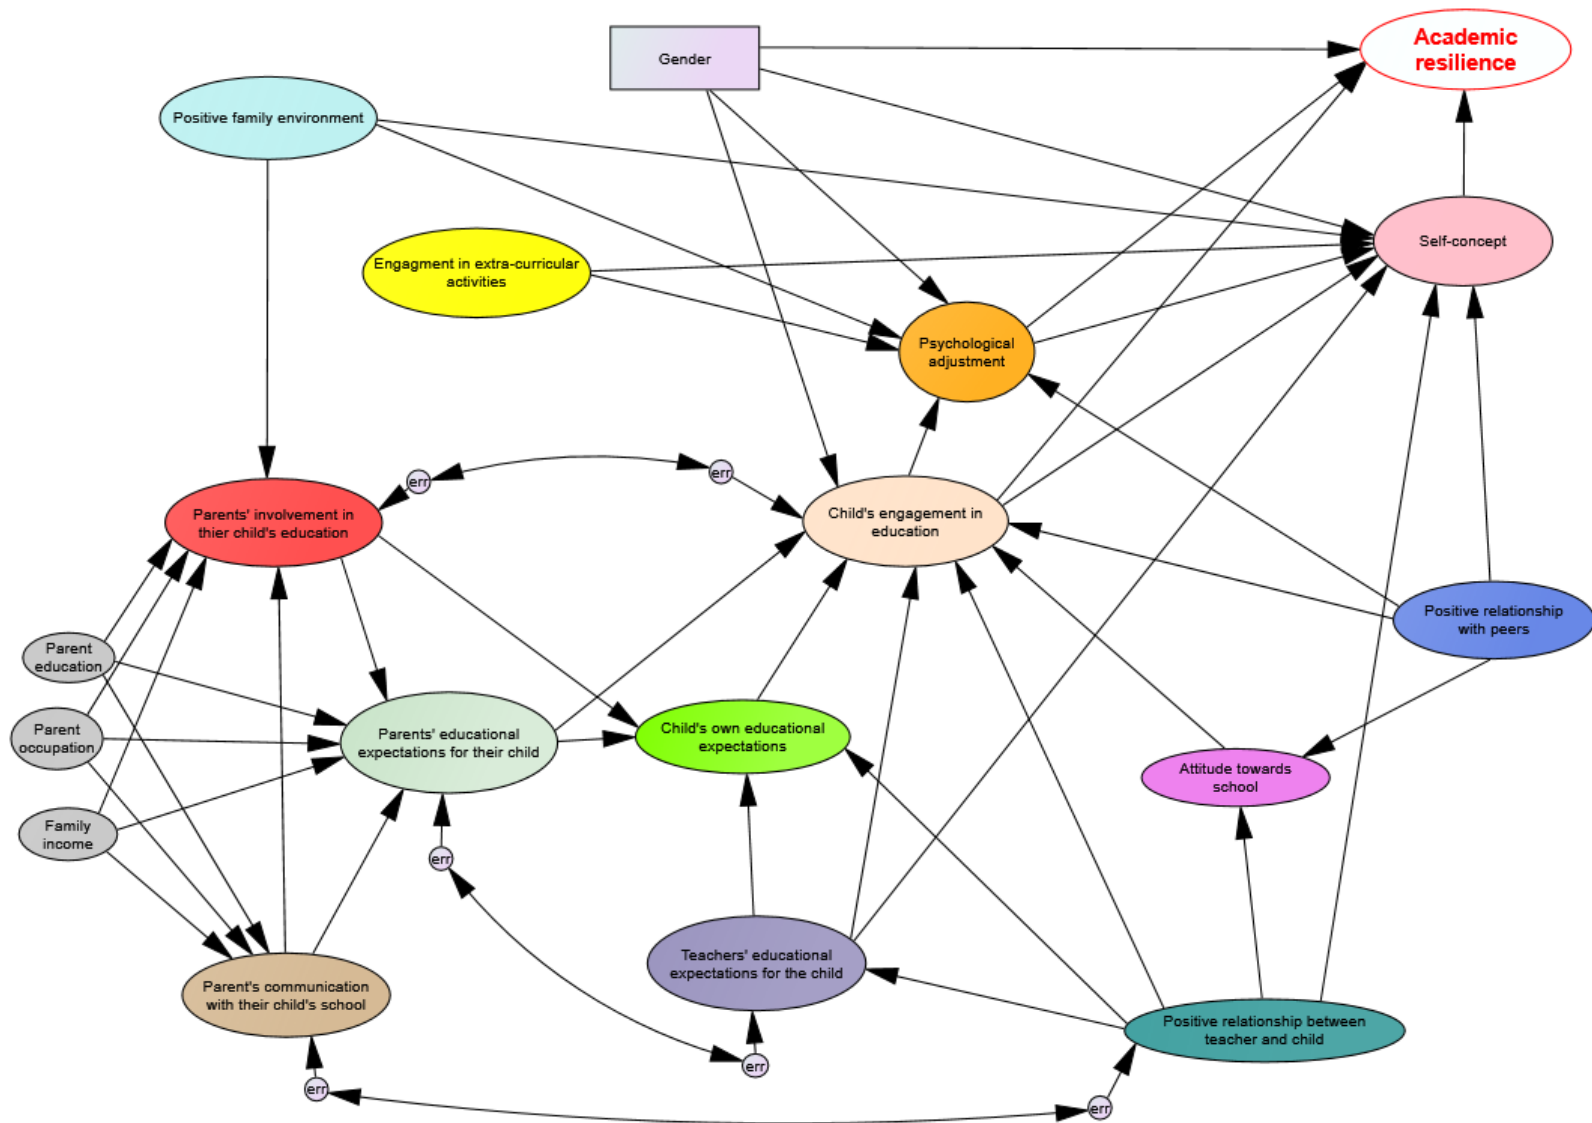 Gender
Academic
resilience
Positive family environment
Self-concept
Engagment in extra-curricular
activities
Psychological
adjustment
err
err
Parents' involvement in
thier child's education
Child's engagement in
education
Positive relationship
with peers
Parent
education
Parent
occupation
Parents' educational
expectations for their child
Child's own educational
expectations
Attitude towards
school
Family
income
err
Teachers' educational
expectations for the child
Parent's communication
with their child's school
Positive relationship between
teacher and child
err
err
err